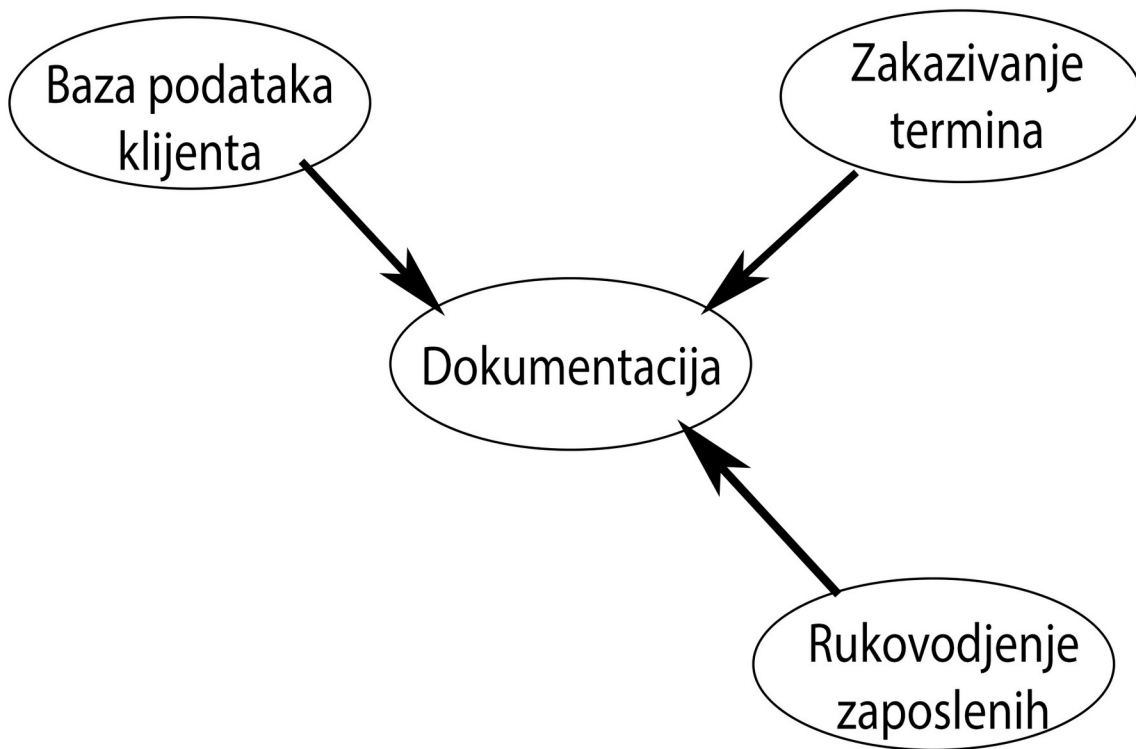 Baza podataka
klijenta
Zakazivanje
termina
Dokumentacija
Rukovodjenje
zaposlenih